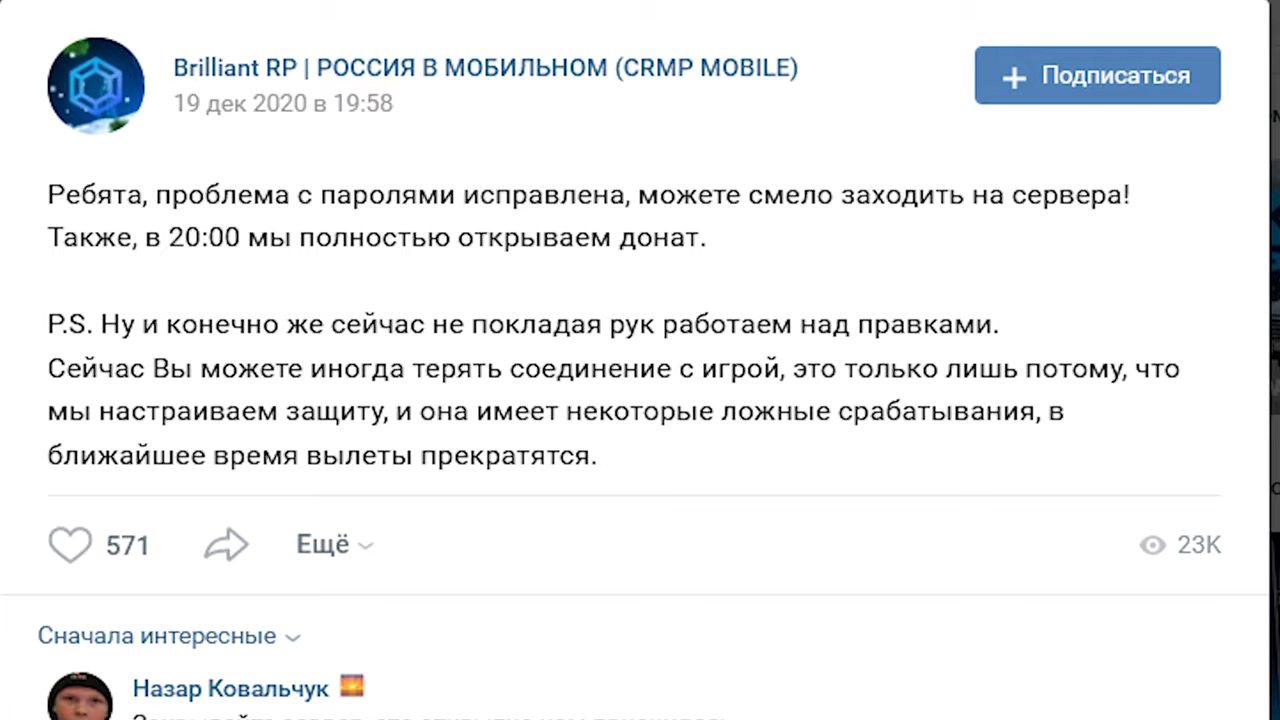 Brilliant RP | РОССИЯ В МОБИЛЬНОМ (CRMP MOBILE)
19 дек 2020 в 19:58
Подписаться
Ребята, проблема с паролями исправлена, можете смело заходить на сервера!
Также, в 20:00 мы полностью открываем донат.
P.S. Ну и конечно же сейчас не покладая рук работаем над правками.
Сейчас Вы можете иногда терять соединение с игрой, это только лишь потому, что
мы настраиваем защиту, и она имеет некоторые ложные срабатывания, в
ближайшее время вылеты прекратятся.
571
Ещё
23K
Сначала интересные
Назар Ковальчук